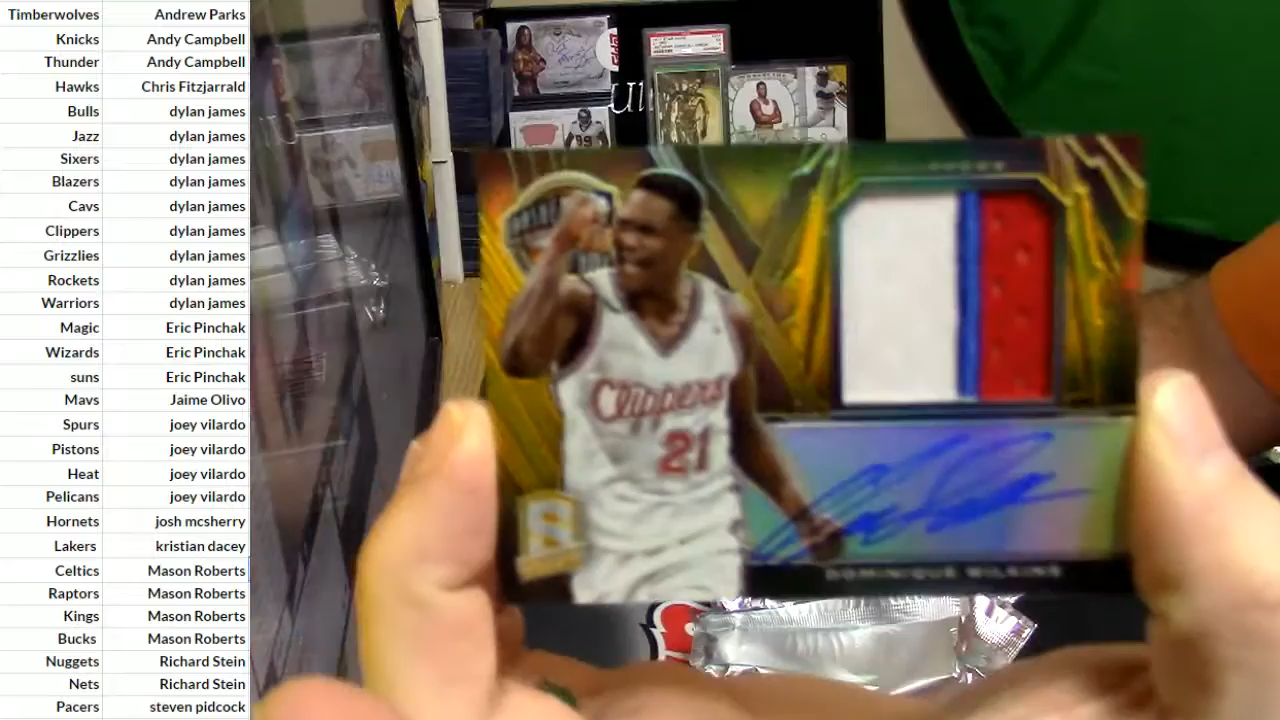 Timberwolves Andrew Parks
Knicks Andy Campbell
Thunder Andy Campbell
Hawks Chris Fitzjarrald
Bulls dylan james
Jazz dylan james
Sixers dylan james
Blazers dylan james
Cavs dylan james
Clippers dylan james
Grizzlies dylan james
Rockets dylan james
Warriors dylan james
Magic Eric Pinchak
Wizards Eric Pinchak
suns Eric Pinchak
Mavs Jaime Olivo
Spurs joey vilardo
Pistons joey vilardo
Heat joey vilardo
Pelicans joey vilardo
Hornets josh mcsherry
Lakers kristian dacey
Celtics Mason Roberts
Raptors Mason Roberts
Kings Mason Roberts
Bucks Mason Roberts
Nuggets Richard Stein
Nets Richard Stein
Pacers steven pidcock
Clippers
21
DOMINIQUE WILKINS
99